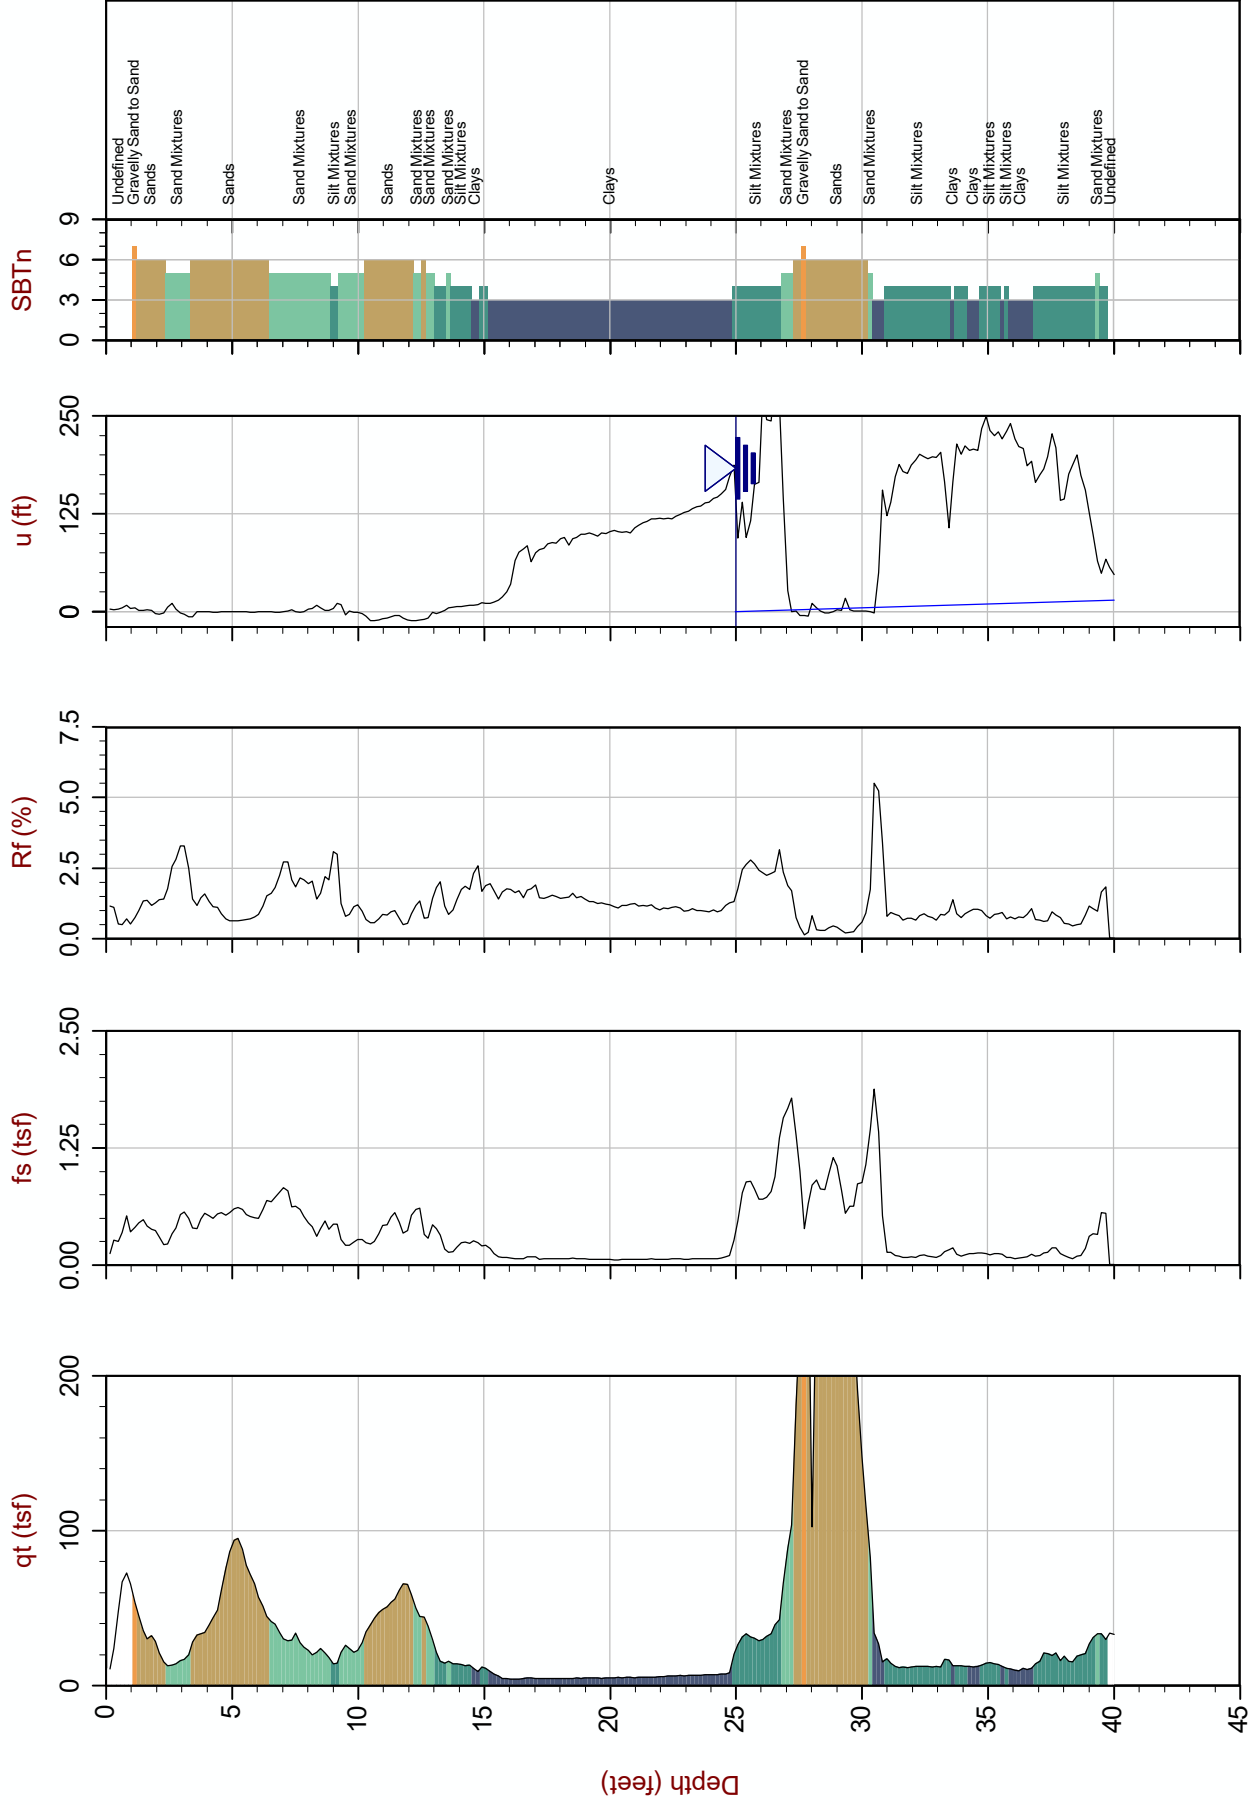 Depth (feet)
0
5
10
15
20
25
30
35
40
45
qt (tsf)
0
100
200
fs (tsf)
0.00
1.25
2.50
Rf (%)
0.0
2.5
5.0
7.5
u (ft)
0
125
250
SBTn
0
3
6
9
Undefined
Gravelly Sand to Sand
Sands
Sand Mixtures
Sands
Sand Mixtures
Silt Mixtures
Sand Mixtures
Sands
Sand Mixtures
Sand Mixtures
Sand Mixtures
Silt Mixtures
Clays
Clays
Silt Mixtures
Sand Mixtures
Gravelly Sand to Sand
Sands
Sand Mixtures
Silt Mixtures
Clays
Clays
Silt Mixtures
Silt Mixtures
Clays
Silt Mixtures
Sand Mixtures
Undefined